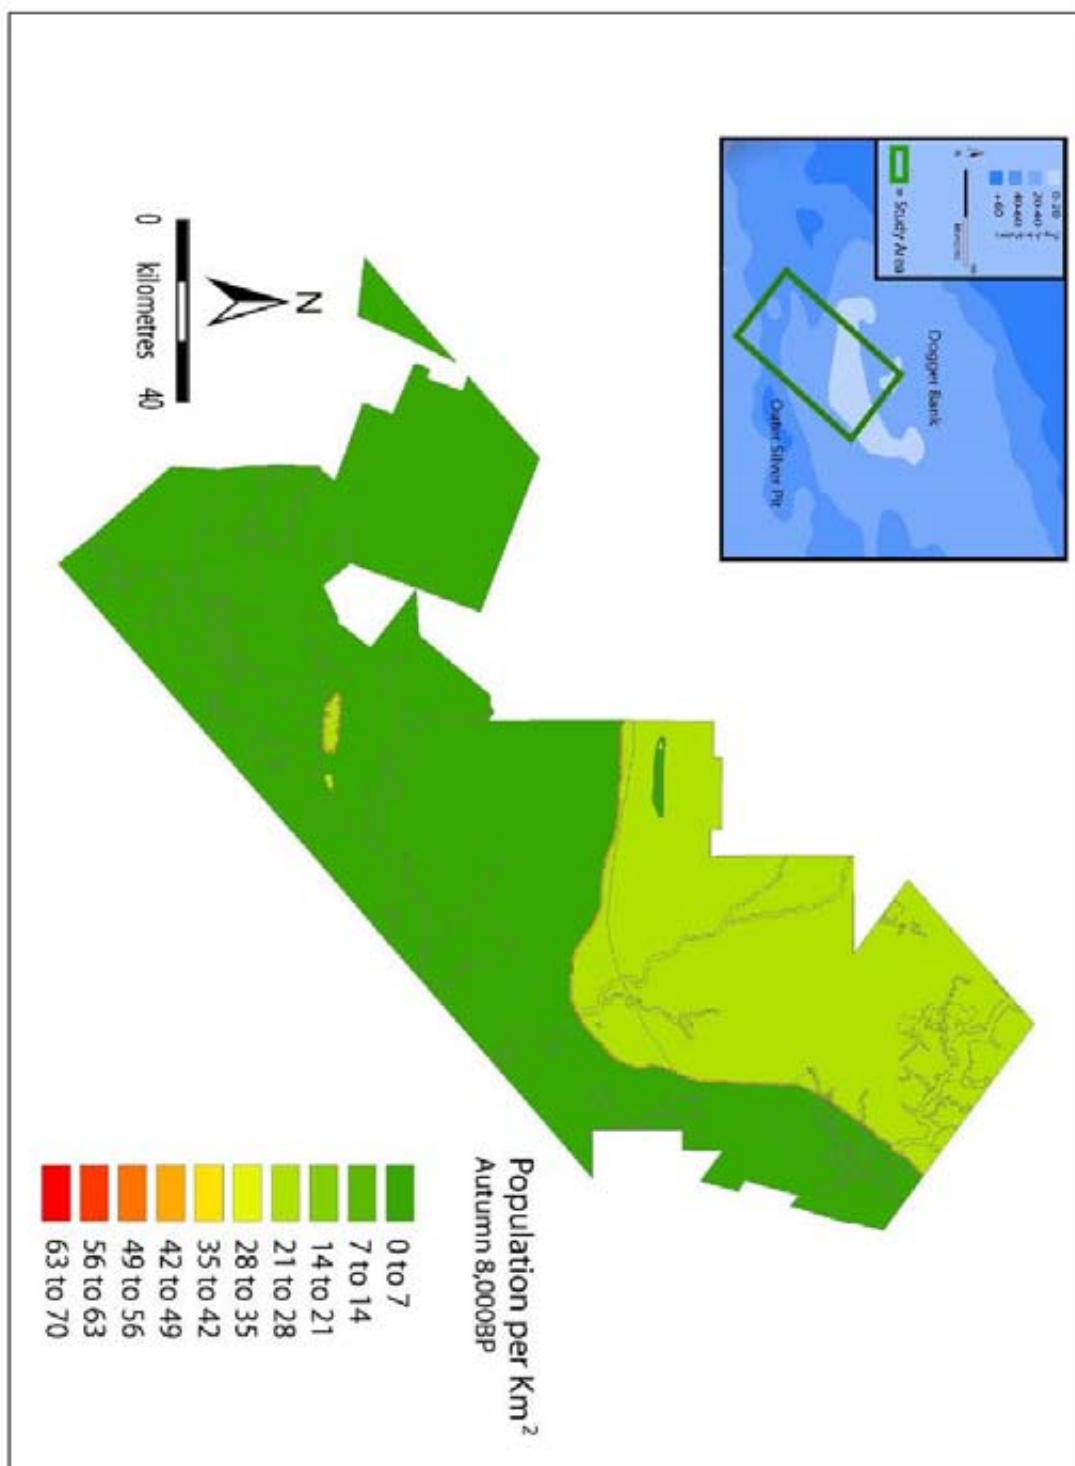 0-20
20-40
40-60
+60
= Study Area
Dogger Bank
Outer Silver Pit
N
0 kilometres 40
Population per Km²
Autumn 8,000BP
0 to 7
7 to 14
14 to 21
21 to 28
28 to 35
35 to 42
42 to 49
49 to 56
56 to 63
63 to 70